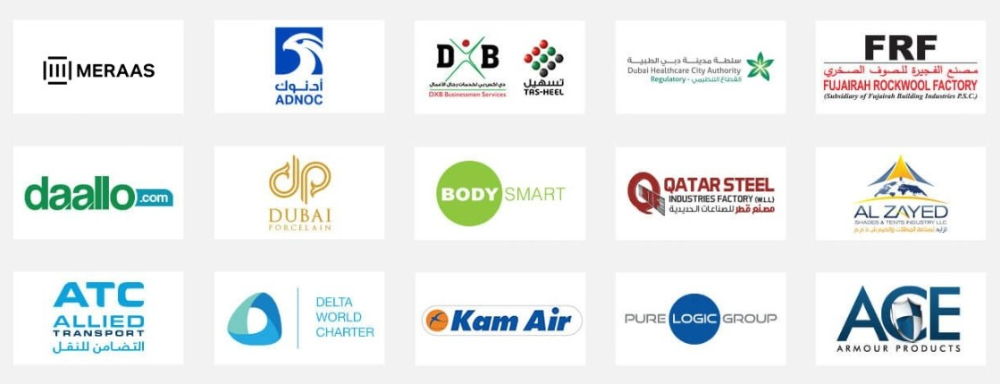 MERAAS
أدنوك
ADNOC
DXB
دي اكس بي لخدمات رجال الأعمال
DXB Businessmen Services
تسهيل
TAS-HEEL
سلطة مدينة دبي الطبية
Dubai Healthcare City Authority
Regulatory - القطاع التنظيمي
FRF
مصنع الفجيرة للصوف الصخري
FUJAIRAH ROCKWOOL FACTORY
(Subsidiary of Fujairah Building Industries P.S.C.)
daallo.com
dp
DUBAI
PORCELAIN
BODY SMART
QATAR STEEL
INDUSTRIES FACTORY (W.L.L)
مصنع قطر للصناعات الحديدية
AL ZAYED
SHADES & TENTS INDUSTRY LLC
ATC
ALLIED
TRANSPORT
التضامن للنقل
DELTA
WORLD
CHARTER
Kam Air
PURE LOGIC GROUP
ACE
ARMOUR PRODUCTS